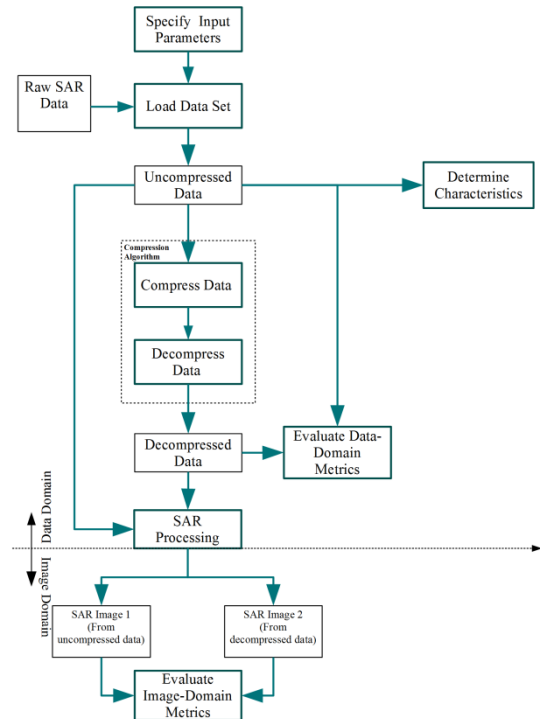 Specify Input
Parameters
Raw SAR
Data
Load Data Set
Uncompressed
Data
Determine
Characteristics
Compression
Algorithm
Compress Data
Decompress
Data
Decompressed
Data
Evaluate Data-
Domain
Metrics
SAR
Processing
Data Domain
Image Domain
SAR Image 1
(From
uncompressed data)
SAR Image 2
(From
decompressed data)
Evaluate
Image-Domain
Metrics